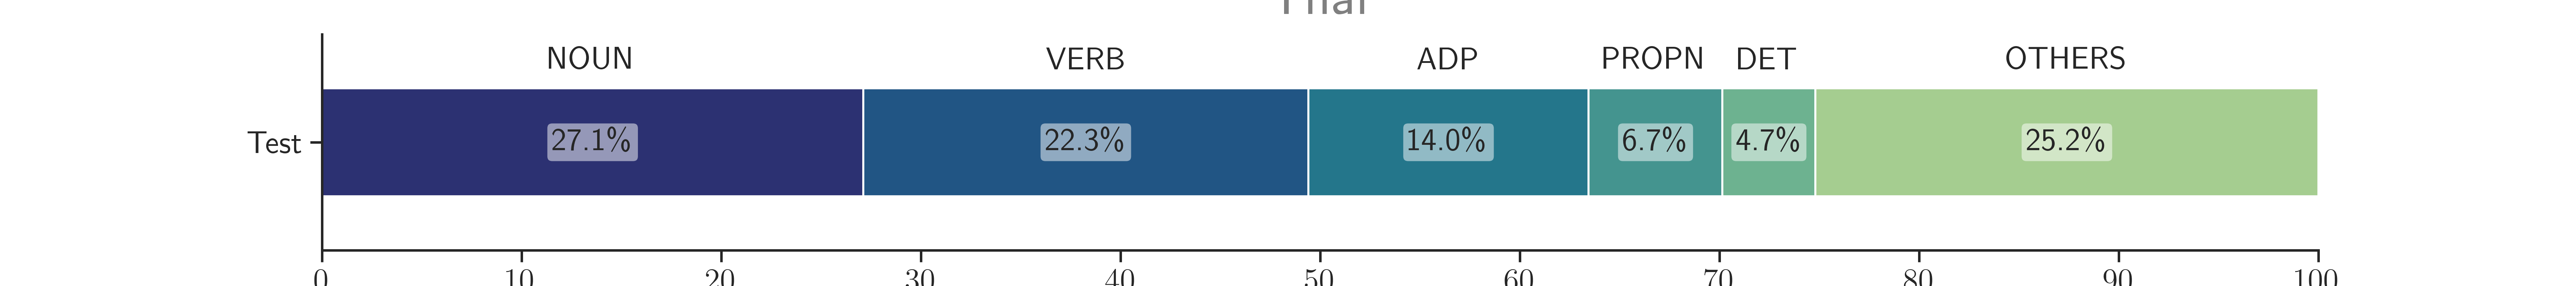 NOUN VERB ADP PROPN DET OTHERS
Test 27.1% 22.3% 14.0% 6.7% 4.7% 25.2%
0 10 20 30 40 50 60 70 80 90 100